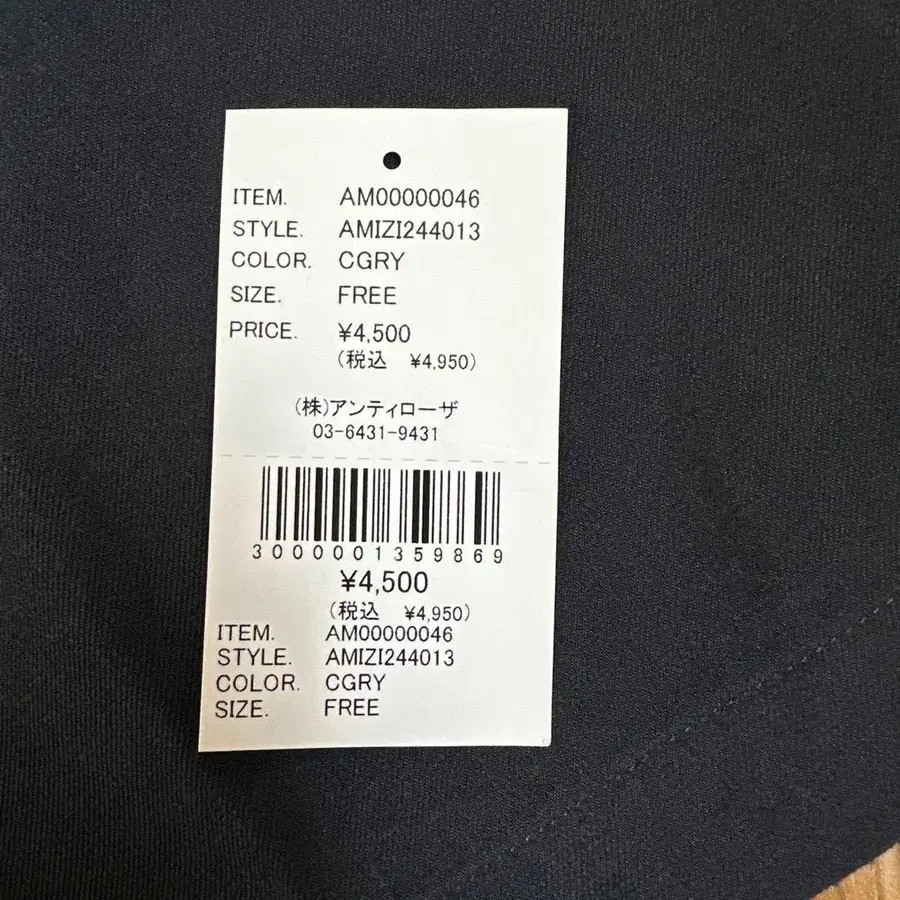 ITEM. AM00000046
STYLE. AMIZI244013
COLOR. CGRY
SIZE. FREE
PRICE. ¥4,500
(税込 ¥4,950)
(株)アンティローザ
03-6431-9431
3000001359869
¥4,500
(税込 ¥4,950)
ITEM. AM00000046
STYLE. AMIZI244013
COLOR. CGRY
SIZE. FREE